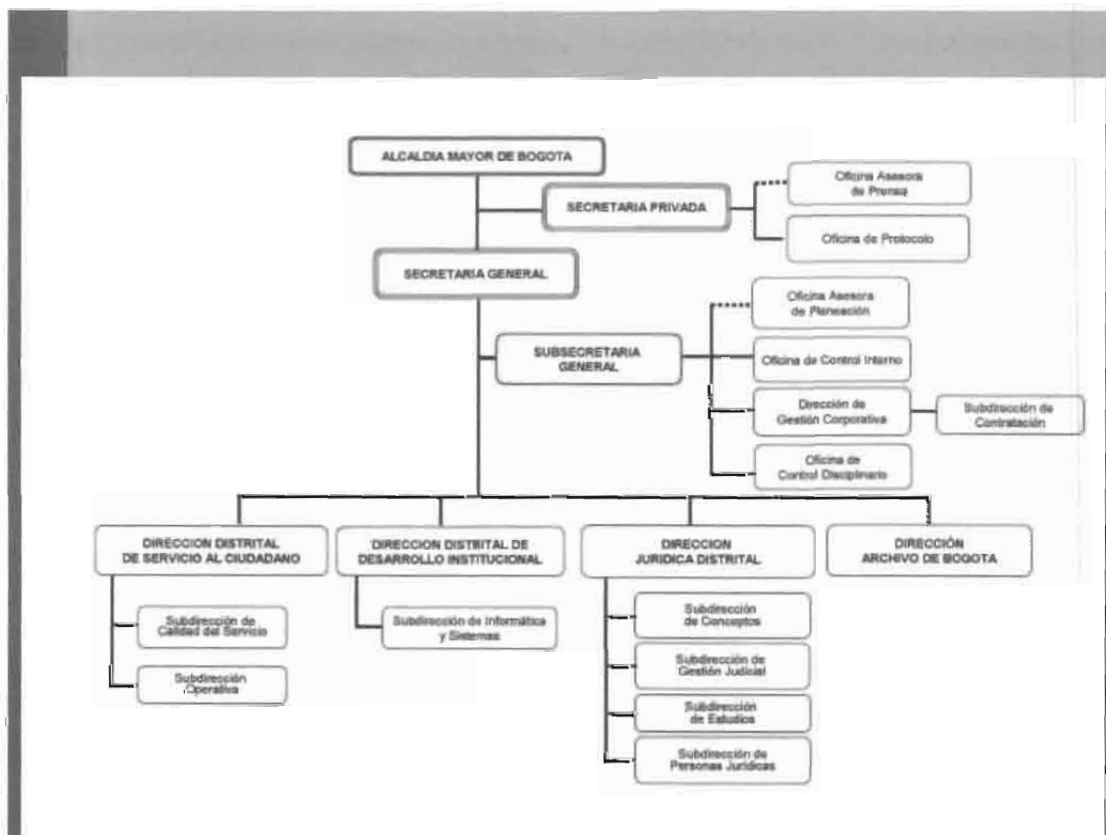 ALCALDIA MAYOR DE BOGOTA
SECRETARIA PRIVADA
Oficina Asesora
de Prensa
Oficina de Protocolo
SECRETARIA GENERAL
SUBSECRETARIA
GENERAL
Oficina Asesora
de Planeación
Oficina de Control Interno
Dirección de
Gestión Corporativa
Subdirección de
Contratación
Oficina de
Control Disciplinario
DIRECCION DISTRITAL
DE SERVICIO AL CIUDADANO
Subdirección de
Calidad del Servicio
Subdirección
Operativa
DIRECCION DISTRITAL DE
DESARROLLO INSTITUCIONAL
Subdirección de Informática
y Sistemas
DIRECCION
JURIDICA DISTRITAL
Subdirección
de Conceptos
Subdirección de
Gestión Judicial
Subdirección
de Estudios
Subdirección de
Personas Jurídicas
DIRECCIÓN
ARCHIVO DE BOGOTA